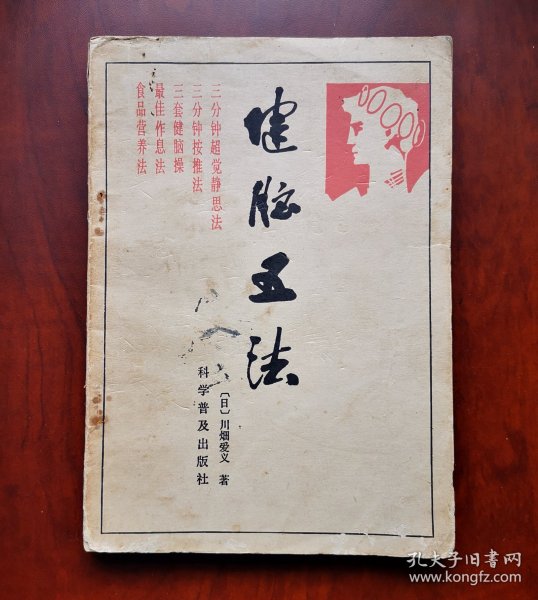 健脑五法
三分钟超觉静思法
三分钟按推法
三套健脑操
最佳作息法
食品营养法
〔日〕川畑爱义 著
科学普及出版社
孔夫子旧书网
www.kongfz.com